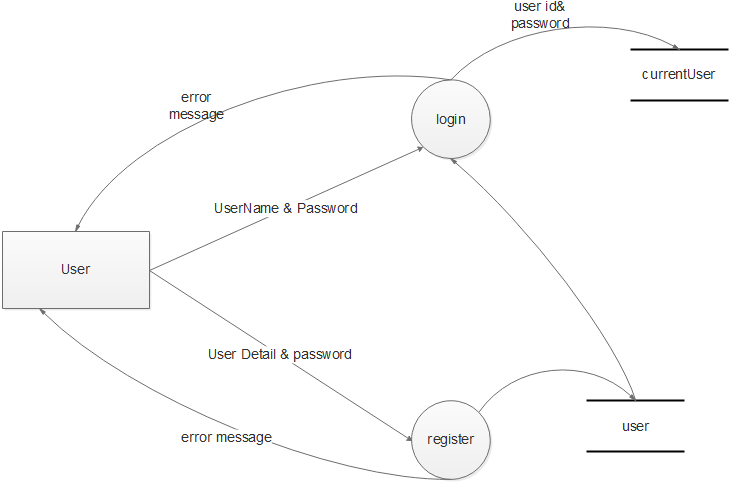 user id&
password
currentUser
error
message
login
UserName & Password
User
User Detail & password
user
error message
register